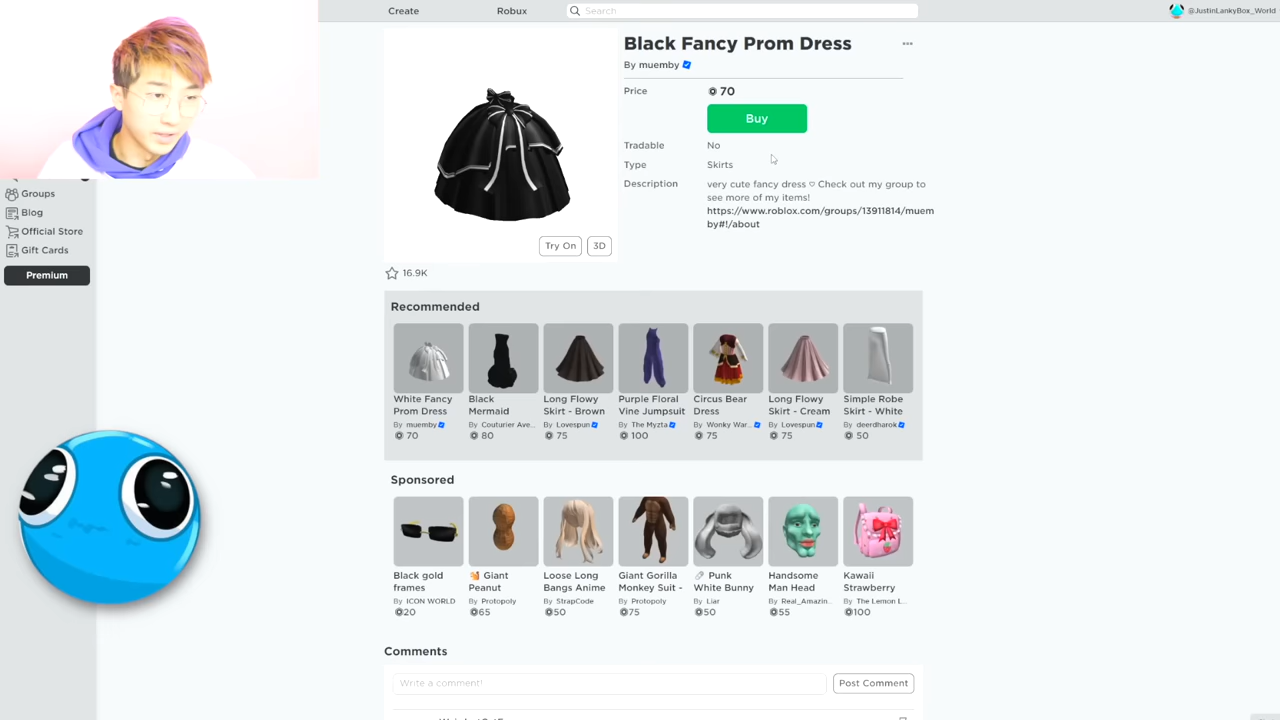 Create
Robux
Search
@JustinLankyBox_World
Groups
Blog
Official Store
Gift Cards
Premium
Black Fancy Prom Dress
By muemby
Price 70
Buy
Tradable No
Type Skirts
Description very cute fancy dress ♡ Check out my group to
see more of my items!
https://www.roblox.com/groups/13911814/muem
by#!/about
Try On
3D
16.9K
Recommended
White Fancy
Prom Dress
By muemby
70
Black
Mermaid
By Couturier Ave...
80
Long Flowy
Skirt - Brown
By Lovespun
75
Purple Floral
Vine Jumpsuit
By The Myzta
100
Circus Bear
Dress
By Wonky War...
75
Long Flowy
Skirt - Cream
By Lovespun
75
Simple Robe
Skirt - White
By deerdharok
50
Sponsored
Black gold
frames
By ICON WORLD
20
Giant
Peanut
By Protopoly
65
Loose Long
Bangs Anime
By StrapCode
50
Giant Gorilla
Monkey Suit -
By Protopoly
75
Punk
White Bunny
By Liar
50
Handsome
Man Head
By Real_Amazin...
55
Kawaii
Strawberry
By The Lemon L...
100
Comments
Write a comment!
Post Comment